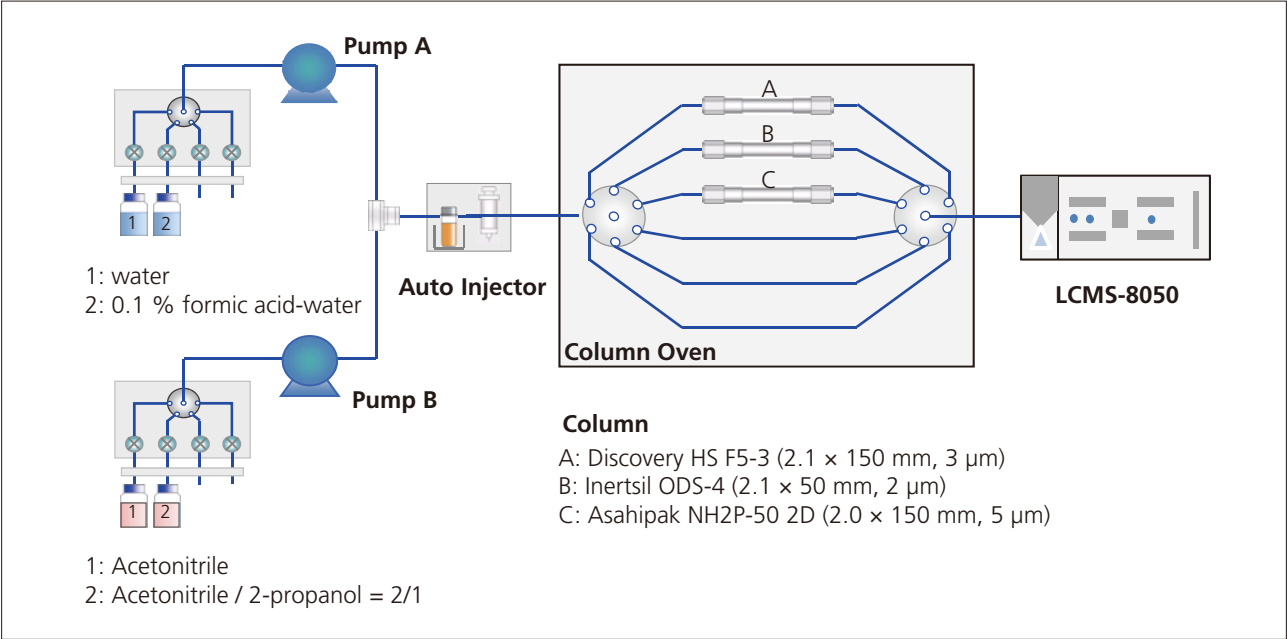 Pump A
A
B
C
1 2
1: water
2: 0.1 % formic acid-water
Auto Injector
LCMS-8050
Column Oven
Pump B
Column
A: Discovery HS F5-3 (2.1 × 150 mm, 3 μm)
B: Inertsil ODS-4 (2.1 × 50 mm, 2 μm)
C: Asahipak NH2P-50 2D (2.0 × 150 mm, 5 μm)
1 2
1: Acetonitrile
2: Acetonitrile / 2-propanol = 2/1